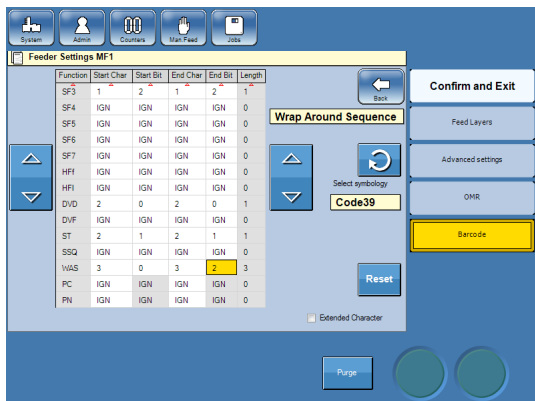 System Admin Counters Man.Feed Jobs
Feeder Settings MF1
Function Start Char Start Bit End Char End Bit Length
SF3 1 2 1 2 1
SF4 IGN IGN IGN IGN 0
SF5 IGN IGN IGN IGN 0
SF6 IGN IGN IGN IGN 0
SF7 IGN IGN IGN IGN 0
HFf IGN IGN IGN IGN 0
HFl IGN IGN IGN IGN 1
DVD 2 0 2 0 1
DVF IGN IGN IGN IGN 0
ST 2 1 2 1 1
SSQ IGN IGN IGN IGN 0
WAS 3 0 3 2 3
PC IGN IGN IGN IGN 0
PN IGN IGN IGN IGN 0
Back
Wrap Around Sequence
Select symbology
Code39
Reset
Extended Character
Confirm and Exit
Feed Layers
Advanced settings
OMR
Barcode
Purge